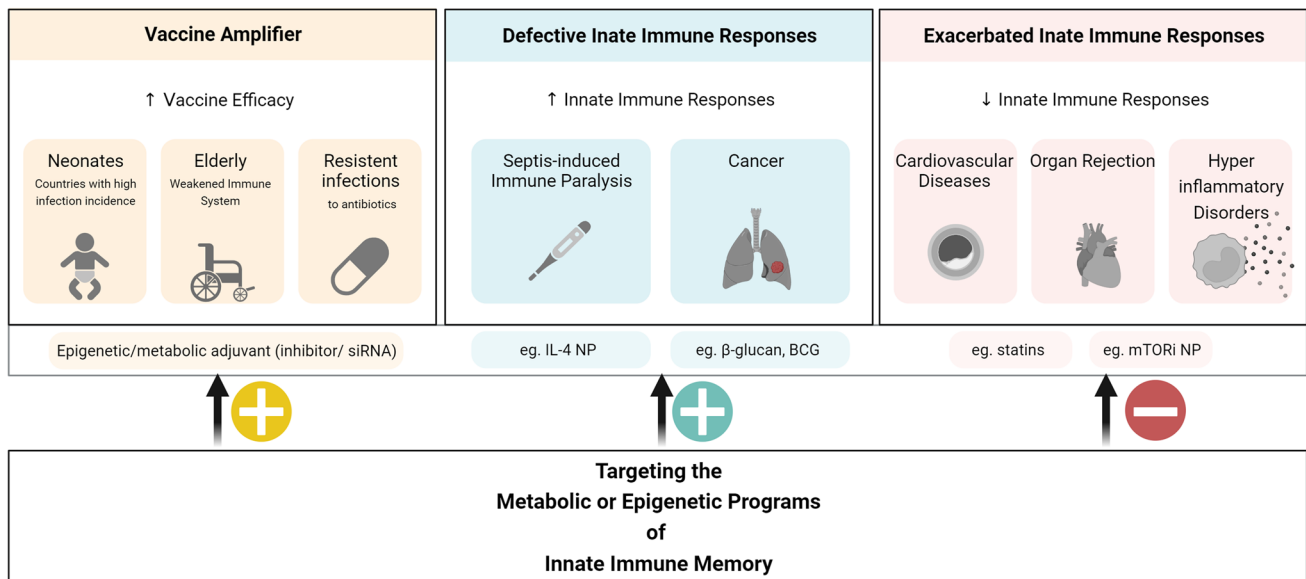 Vaccine Amplifier
Defective Inate Immune Responses
Exacerbated Inate Immune Responses
↑ Vaccine Efficacy
↑ Innate Immune Responses
↓ Innate Immune Responses
Neonates
Countries with high
infection incidence
Elderly
Weakened Immune
System
Resistent
infections
to antibiotics
Septis-induced
Immune Paralysis
Cancer
Cardiovascular
Diseases
Organ Rejection
Hyper
inflammatory
Disorders
Epigenetic/metabolic adjuvant (inhibitor/ siRNA)
eg. IL-4 NP
eg. β-glucan, BCG
eg. statins
eg. mTORi NP
Targeting the
Metabolic or Epigenetic Programs
of
Innate Immune Memory